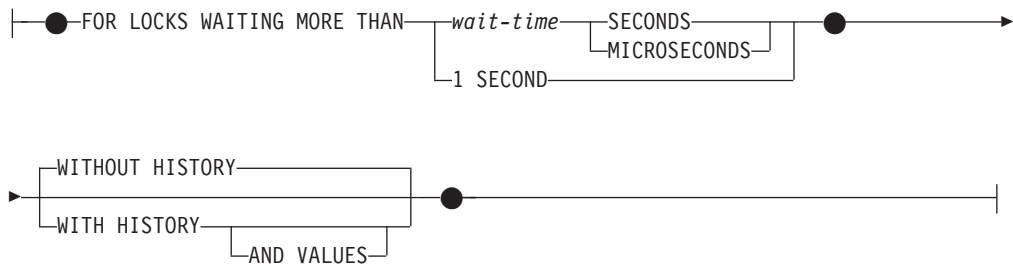 FOR LOCKS WAITING MORE THAN wait-time SECONDS
MICROSECONDS
1 SECOND
WITHOUT HISTORY
WITH HISTORY
AND VALUES